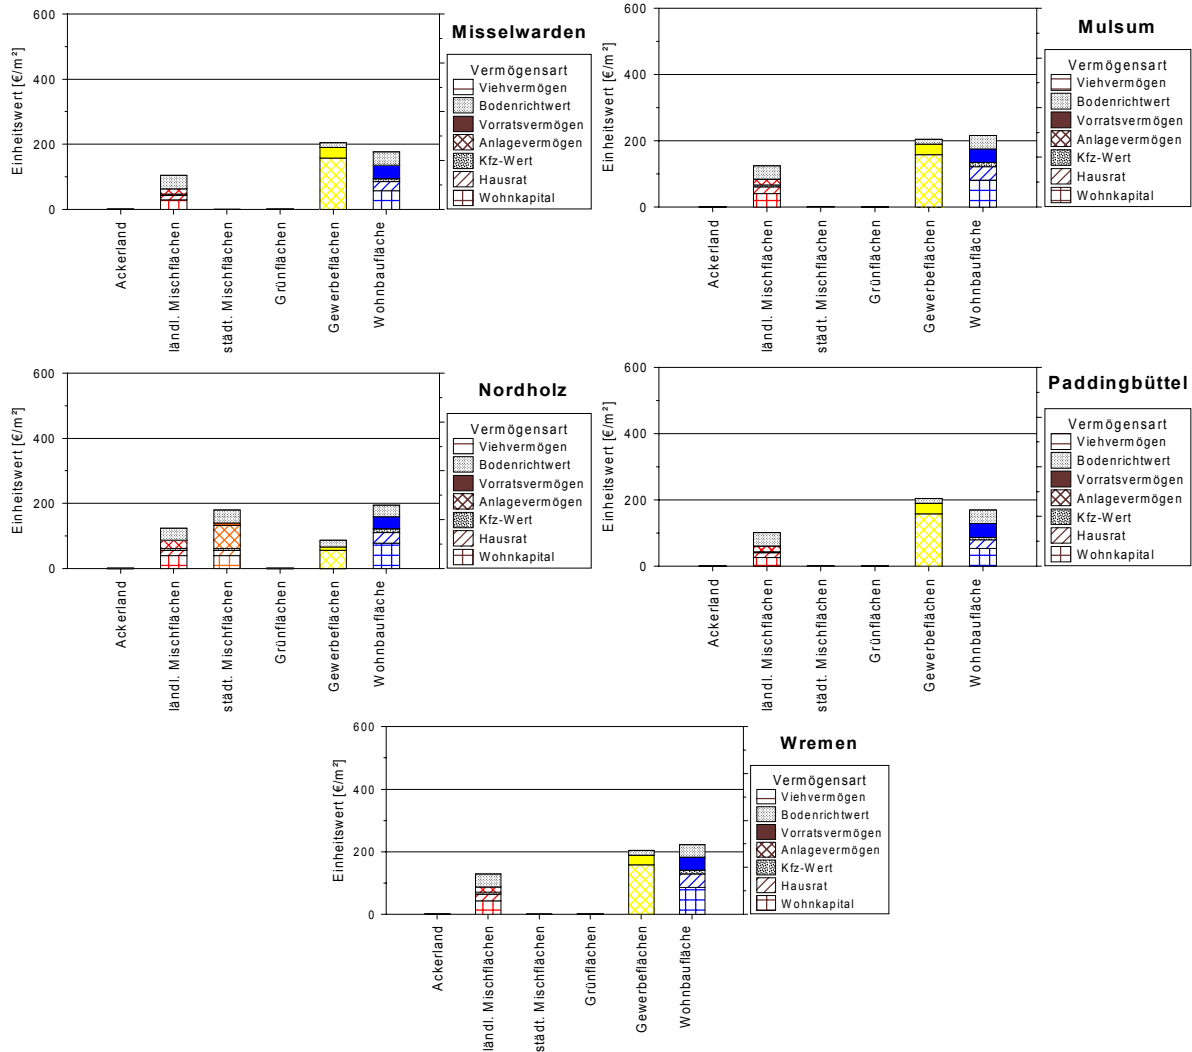 Misselwarden
Einheitswert [€/m²]
600
400
200
0
Vermögensart
Viehvermögen
Bodenrichtwert
Vorratsvermögen
Anlagevermögen
Kfz-Wert
Hausrat
Wohnkapital
Ackerland
ländl. Mischflächen
städt. Mischflächen
Grünflächen
Gewerbeflächen
Wohnbaufläche
Mulsum
Einheitswert [€/m²]
600
400
200
0
Vermögensart
Viehvermögen
Bodenrichtwert
Vorratsvermögen
Anlagevermögen
Kfz-Wert
Hausrat
Wohnkapital
Ackerland
ländl. Mischflächen
städt. Mischflächen
Grünflächen
Gewerbeflächen
Wohnbaufläche
Nordholz
Einheitswert [€/m²]
600
400
200
0
Vermögensart
Viehvermögen
Bodenrichtwert
Vorratsvermögen
Anlagevermögen
Kfz-Wert
Hausrat
Wohnkapital
Ackerland
ländl. Mischflächen
städt. Mischflächen
Grünflächen
Gewerbeflächen
Wohnbaufläche
Paddingbüttel
Einheitswert [€/m²]
600
400
200
0
Vermögensart
Viehvermögen
Bodenrichtwert
Vorratsvermögen
Anlagevermögen
Kfz-Wert
Hausrat
Wohnkapital
Ackerland
ländl. Mischflächen
städt. Mischflächen
Grünflächen
Gewerbeflächen
Wohnbaufläche
Wremen
Einheitswert [€/m²]
600
400
200
0
Vermögensart
Viehvermögen
Bodenrichtwert
Vorratsvermögen
Anlagevermögen
Kfz-Wert
Hausrat
Wohnkapital
Ackerland
ländl. Mischflächen
städt. Mischflächen
Grünflächen
Gewerbeflächen
Wohnbaufläche